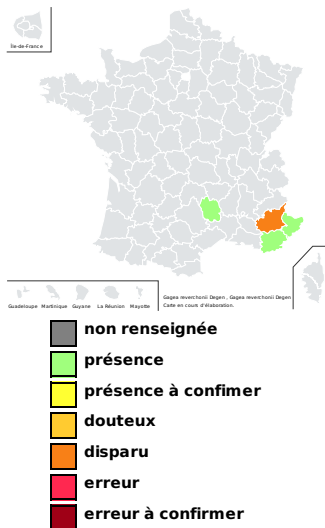 Île-de-France
Guadeloupe Martinique Guyane La Réunion Mayotte
Gagea reverchonii Degen , Gagea reverchonii Degen
Carte en cours d'élaboration.
non renseignée
présence
présence à confimer
douteux
disparu
erreur
erreur à confirmer